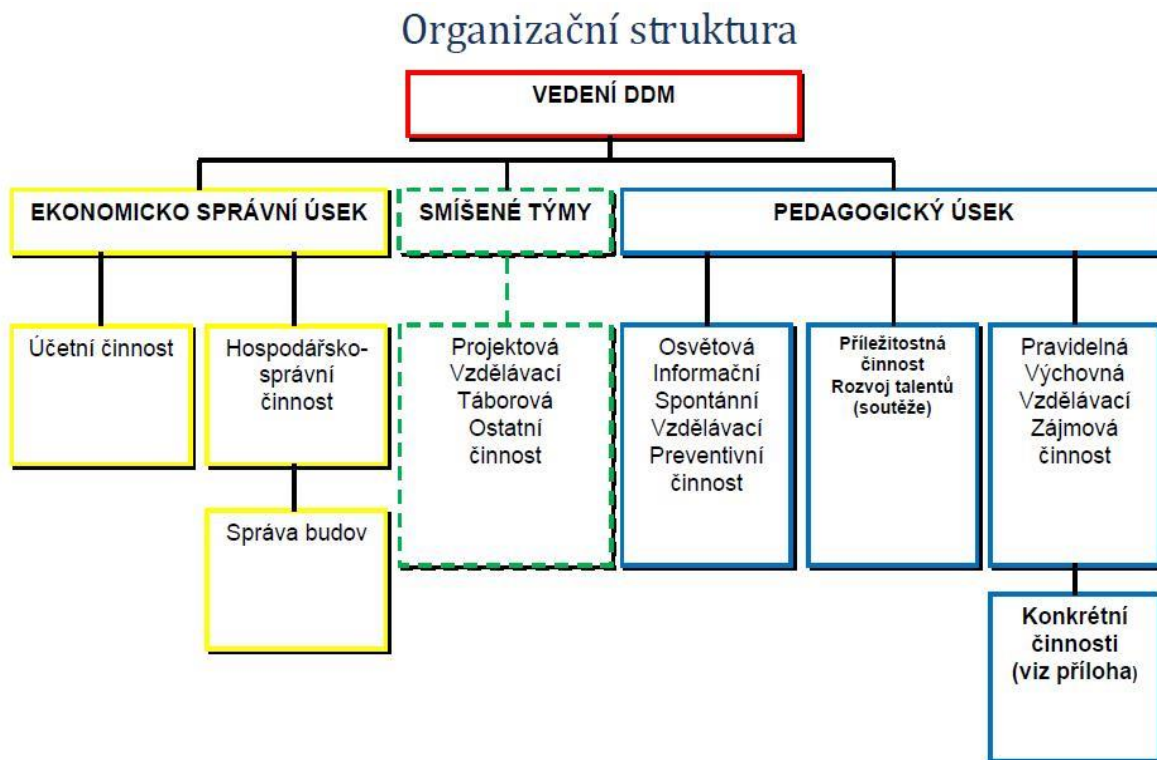 Organizační struktura
VEDENÍ DDM
EKONOMICKO SPRÁVNÍ ÚSEK
SMÍŠENÉ TÝMY
PEDAGOGICKÝ ÚSEK
Účetní činnost
Hospodářsko-
správní
činnost
Projektová
Vzdělávací
Táborová
Ostatní
činnost
Osvětová
Informační
Spontánní
Vzdělávací
Preventivní
činnost
Příležitostná
činnost
Rozvoj talentů
(soutěže)
Pravidelná
Výchovná
Vzdělávací
Zájmová
činnost
Správa budov
Konkrétní
činnosti
(viz příloha)